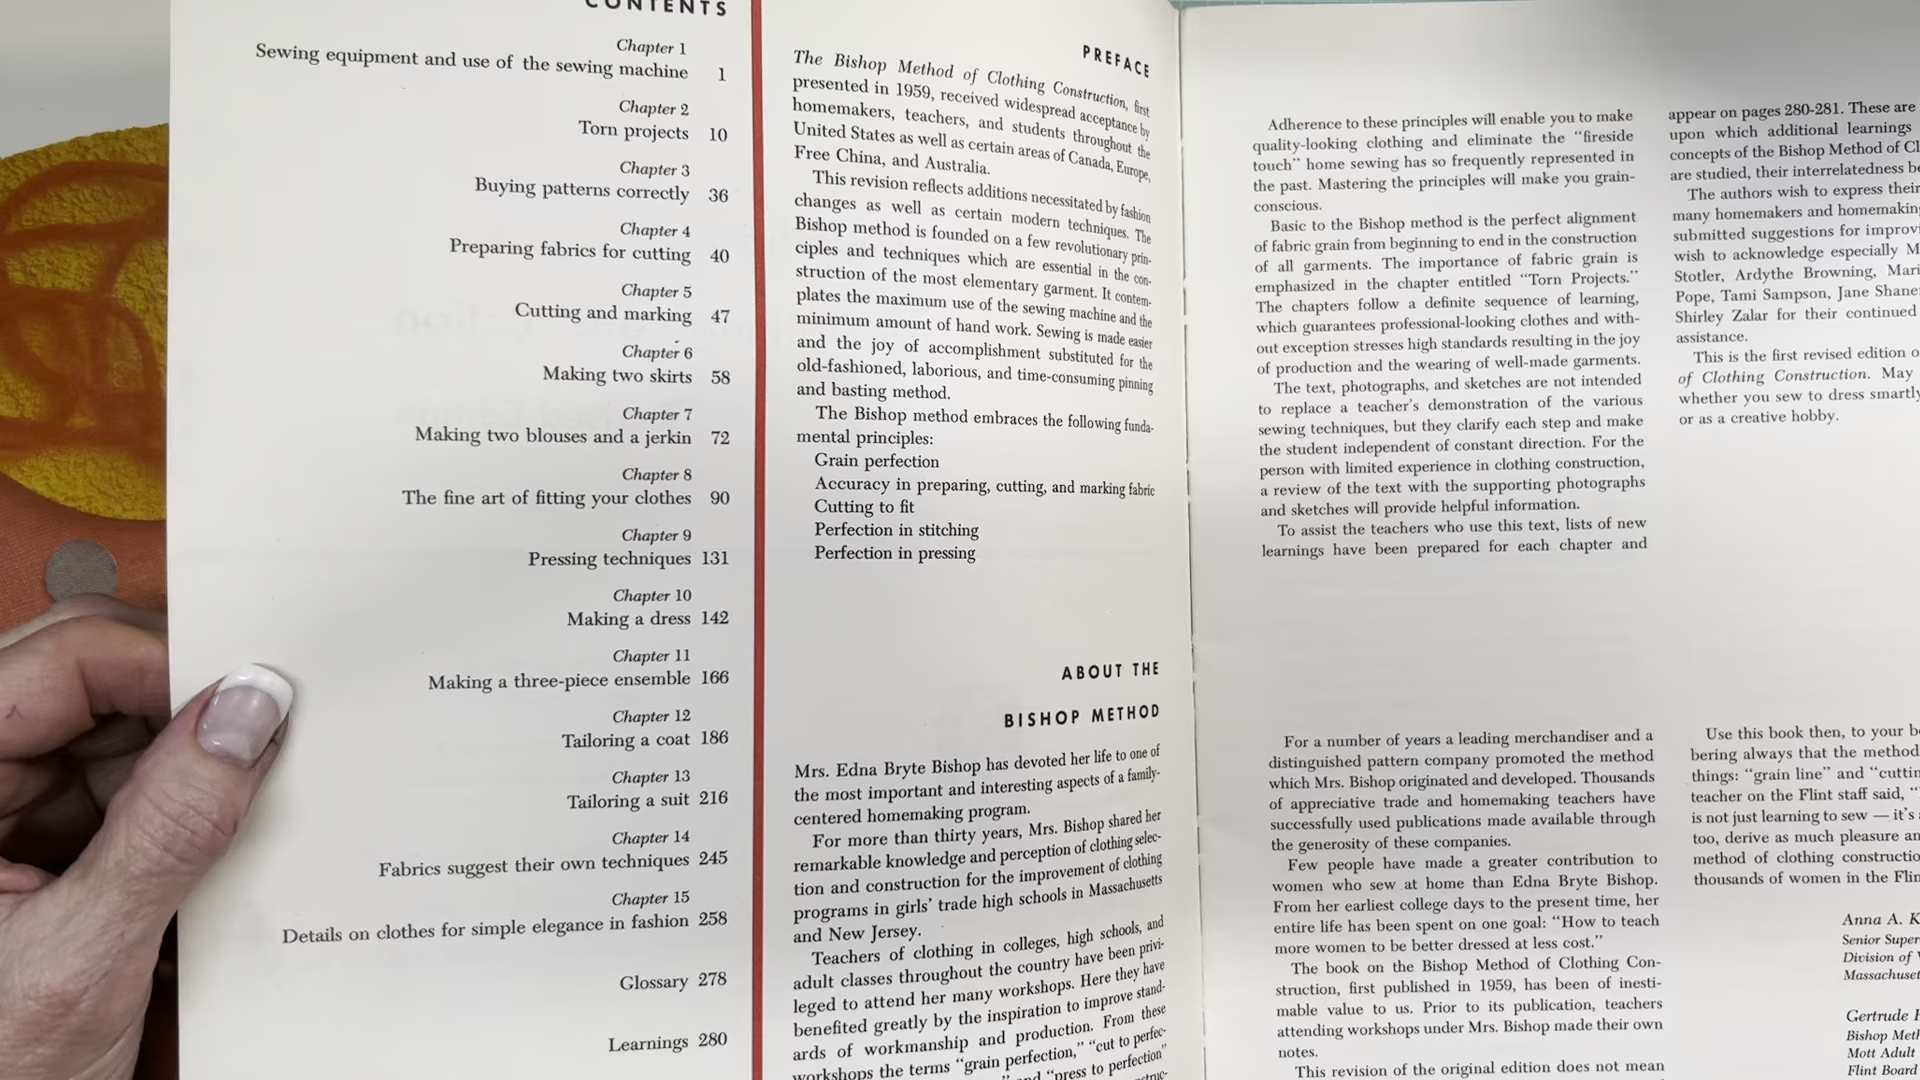 CONTENTS
Chapter 1
Sewing equipment and use of the sewing machine 1
Chapter 2
Torn projects 10
Chapter 3
Buying patterns correctly 36
Chapter 4
Preparing fabrics for cutting 40
Chapter 5
Cutting and marking 47
Chapter 6
Making two skirts 58
Chapter 7
Making two blouses and a jerkin 72
Chapter 8
The fine art of fitting your clothes 90
Chapter 9
Pressing techniques 131
Chapter 10
Making a dress 142
Chapter 11
Making a three-piece ensemble 166
Chapter 12
Tailoring a coat 186
Chapter 13
Tailoring a suit 216
Chapter 14
Fabrics suggest their own techniques 245
Chapter 15
Details on clothes for simple elegance in fashion 258
Glossary 278
Learnings 280
PREFACE
The Bishop Method of Clothing Construction, first
presented in 1959, received widespread acceptance by
homemakers, teachers, and students throughout the
United States as well as certain areas of Canada, Europe,
Free China, and Australia.
This revision reflects additions necessitated by fashion
changes as well as certain modern techniques. The
Bishop method is founded on a few revolutionary prin-
ciples and techniques which are essential in the con-
struction of the most elementary garment. It contem-
plates the maximum use of the sewing machine and the
minimum amount of hand work. Sewing is made easier
and the joy of accomplishment substituted for the
old-fashioned, laborious, and time-consuming pinning
and basting method.
The Bishop method embraces the following funda-
mental principles:
Grain perfection
Accuracy in preparing, cutting, and marking fabric
Cutting to fit
Perfection in stitching
Perfection in pressing
ABOUT THE
BISHOP METHOD
Mrs. Edna Bryte Bishop has devoted her life to one of
the most important and interesting aspects of a family-
centered homemaking program.
For more than thirty years, Mrs. Bishop shared her
remarkable knowledge and perception of clothing selec-
tion and construction for the improvement of clothing
programs in girls' trade high schools in Massachusetts
and New Jersey.
Teachers of clothing in colleges, high schools, and
adult classes throughout the country have been privi-
leged to attend her many workshops. Here they have
benefited greatly by the inspiration to improve stand-
ards of workmanship and production. From these
workshops the terms "grain perfection," "cut to perfec-
and "press to perfection"
Adherence to these principles will enable you to make
quality-looking clothing and eliminate the "fireside
touch" home sewing has so frequently represented in
the past. Mastering the principles will make you grain-
conscious.
Basic to the Bishop method is the perfect alignment
of fabric grain from beginning to end in the construction
of all garments. The importance of fabric grain is
emphasized in the chapter entitled "Torn Projects."
The chapters follow a definite sequence of learning,
which guarantees professional-looking clothes and with-
out exception stresses high standards resulting in the joy
of production and the wearing of well-made garments.
The text, photographs, and sketches are not intended
to replace a teacher's demonstration of the various
sewing techniques, but they clarify each step and make
the student independent of constant direction. For the
person with limited experience in clothing construction,
a review of the text with the supporting photographs
and sketches will provide helpful information.
To assist the teachers who use this text, lists of new
learnings have been prepared for each chapter and
appear on pages 280-281. These are
upon which additional learnings
concepts of the Bishop Method of Cl
are studied, their interrelatedness be
The authors wish to express their
many homemakers and homemaking
submitted suggestions for improvi
wish to acknowledge especially M
Stotler, Ardythe Browning, Mari
Pope, Tami Sampson, Jane Shane
Shirley Zalar for their continued
assistance.
This is the first revised edition o
of Clothing Construction. May
whether you sew to dress smartly
or as a creative hobby.
For a number of years a leading merchandiser and a
distinguished pattern company promoted the method
which Mrs. Bishop originated and developed. Thousands
of appreciative trade and homemaking teachers have
successfully used publications made available through
the generosity of these companies.
Few people have made a greater contribution to
women who sew at home than Edna Bryte Bishop.
From her earliest college days to the present time, her
entire life has been spent on one goal: "How to teach
more women to be better dressed at less cost."
The book on the Bishop Method of Clothing Con-
struction, first published in 1959, has been of inesti-
mable value to us. Prior to its publication, teachers
attending workshops under Mrs. Bishop made their own
notes.
This revision of the original edition does not mean
Use this book then, to your b
bering always that the method
things: "grain line" and "cuttin
teacher on the Flint staff said, "
is not just learning to sew — it's
too, derive as much pleasure an
method of clothing constructio
thousands of women in the Flin
Anna A. K
Senior Super
Division of V
Massachuset
Gertrude
Bishop Meth
Mott Adult
Flint Board